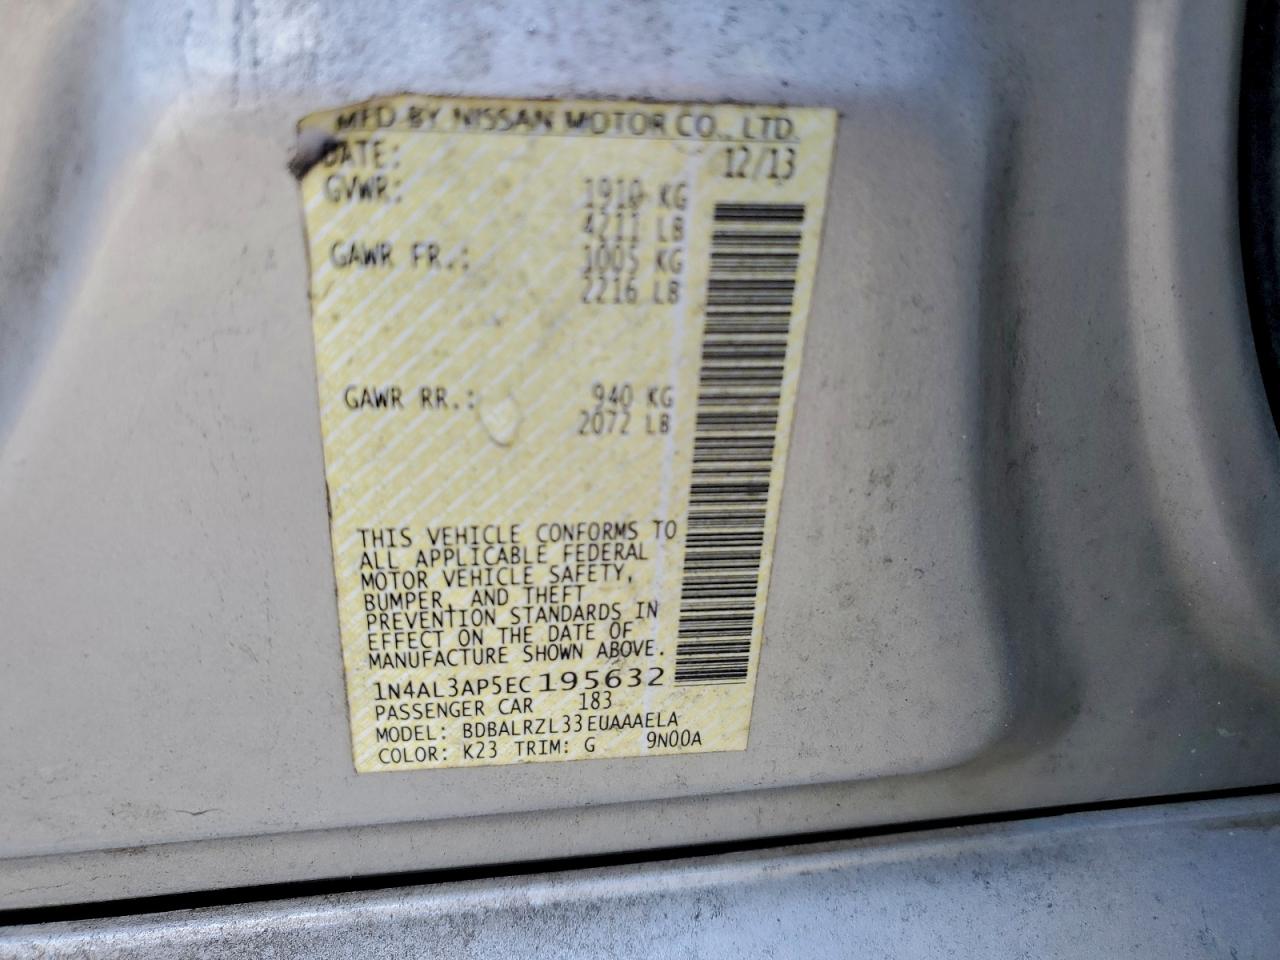 MFD BY NISSAN MOTOR CO., LTD.
DATE: 12/13
GVWR: 1910 KG
4211 LB
GAWR FR.: 1005 KG
2216 LB
GAWR RR.: 940 KG
2072 LB
THIS VEHICLE CONFORMS TO
ALL APPLICABLE FEDERAL
MOTOR VEHICLE SAFETY,
BUMPER, AND THEFT
PREVENTION STANDARDS IN
EFFECT ON THE DATE OF
MANUFACTURE SHOWN ABOVE.
1N4AL3AP5EC195632
PASSENGER CAR 183
MODEL: BDBALRZL33EUAAAELA
COLOR: K23 TRIM: G 9N00A